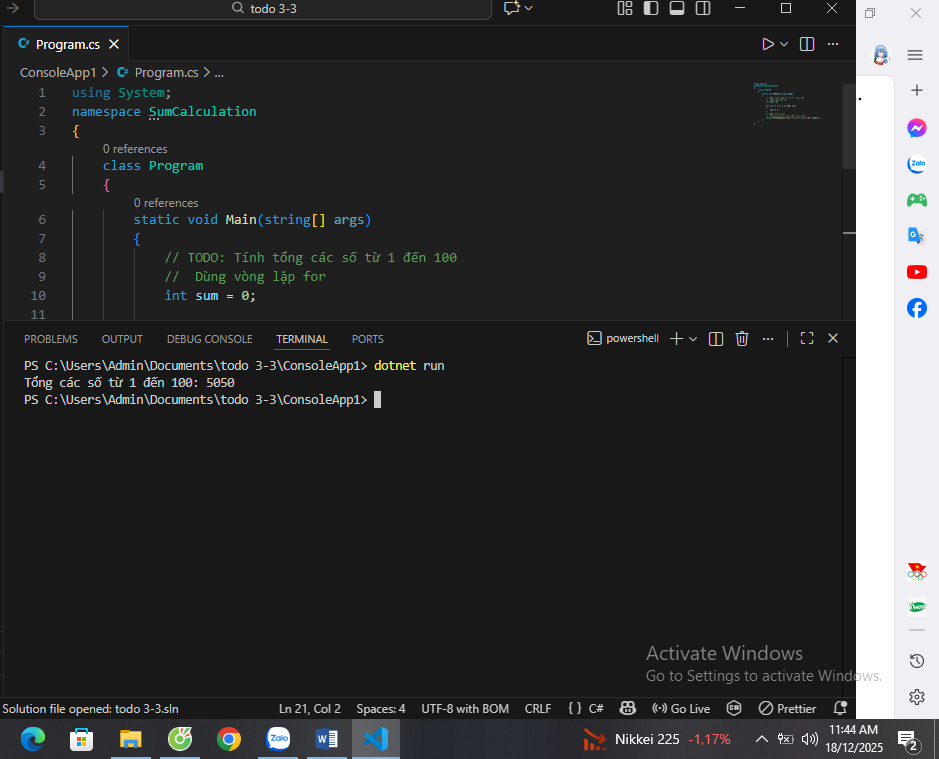 todo 3-3
Program.cs
ConsoleApp1 > Program.cs > ...
1 using System;
2 namespace SumCalculation
3 {
0 references
4 class Program
5 {
0 references
6 static void Main(string[] args)
7 {
8 // TODO: Tính tổng các số từ 1 đến 100
9 //  Dùng vòng lặp for
10 int sum = 0;
11
PROBLEMS OUTPUT DEBUG CONSOLE TERMINAL PORTS powershell
PS C:\Users\Admin\Documents\todo 3-3\ConsoleApp1> dotnet run
Tổng các số từ 1 đến 100: 5050
PS C:\Users\Admin\Documents\todo 3-3\ConsoleApp1>
Zalo
Activate Windows
Go to Settings to activate Windows.
Solution file opened: todo 3-3.sln Ln 21, Col 2 Spaces: 4 UTF-8 with BOM CRLF { } C# Go Live Prettier
Zalo Nikkei 225 -1,17% 11:44 AM
18/12/2025 2